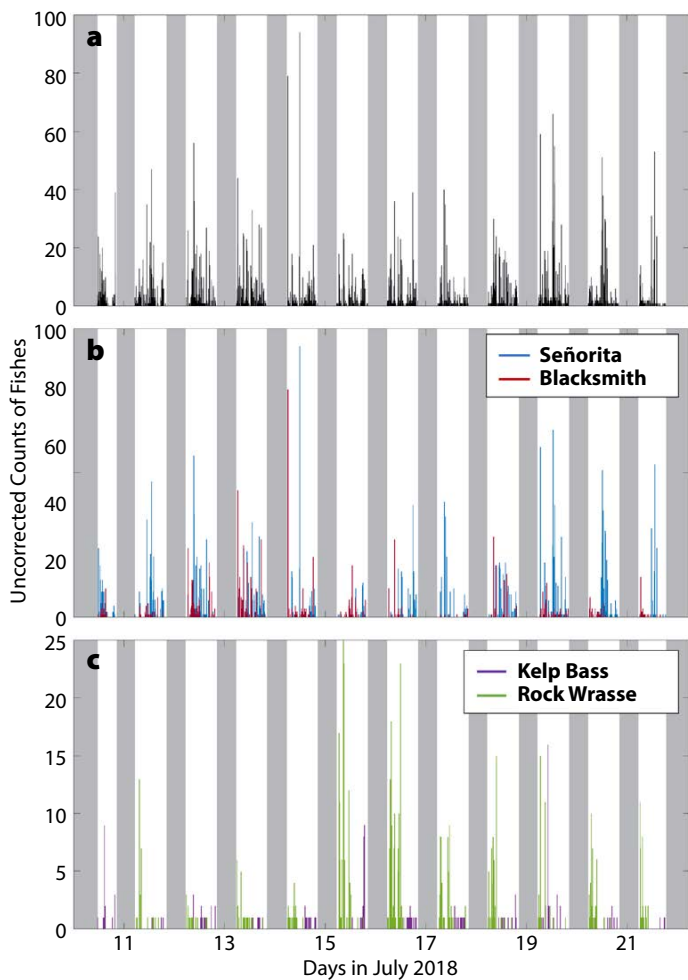 Uncorrected Counts of Fishes
a
100
80
60
40
20
0
b
100
80
60
40
20
0
Señorita
Blacksmith
c
25
20
15
10
5
0
Kelp Bass
Rock Wrasse
11 13 15 17 19 21
Days in July 2018